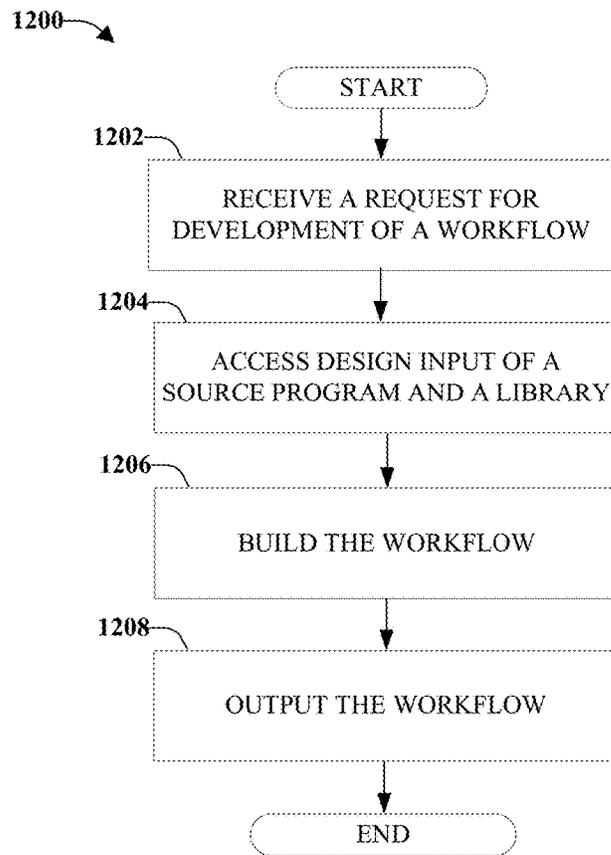 1200
START
1202
RECEIVE A REQUEST FOR
DEVELOPMENT OF A WORKFLOW
1204
ACCESS DESIGN INPUT OF A
SOURCE PROGRAM AND A LIBRARY
1206
BUILD THE WORKFLOW
1208
OUTPUT THE WORKFLOW
END